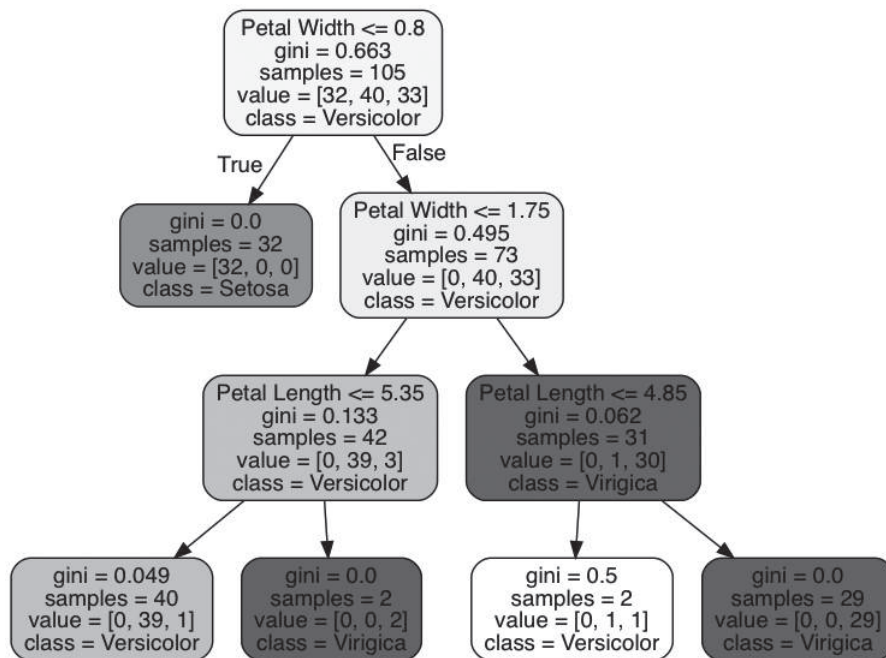 Petal Width <= 0.8
gini = 0.663
samples = 105
value = [32, 40, 33]
class = Versicolor
True
False
gini = 0.0
samples = 32
value = [32, 0, 0]
class = Setosa
Petal Width <= 1.75
gini = 0.495
samples = 73
value = [0, 40, 33]
class = Versicolor
Petal Length <= 5.35
gini = 0.133
samples = 42
value = [0, 39, 3]
class = Versicolor
Petal Length <= 4.85
gini = 0.062
samples = 31
value = [0, 1, 30]
class = Virigica
gini = 0.049
samples = 40
value = [0, 39, 1]
class = Versicolor
gini = 0.0
samples = 2
value = [0, 0, 2]
class = Virigica
gini = 0.5
samples = 2
value = [0, 1, 1]
class = Versicolor
gini = 0.0
samples = 29
value = [0, 0, 29]
class = Virigica